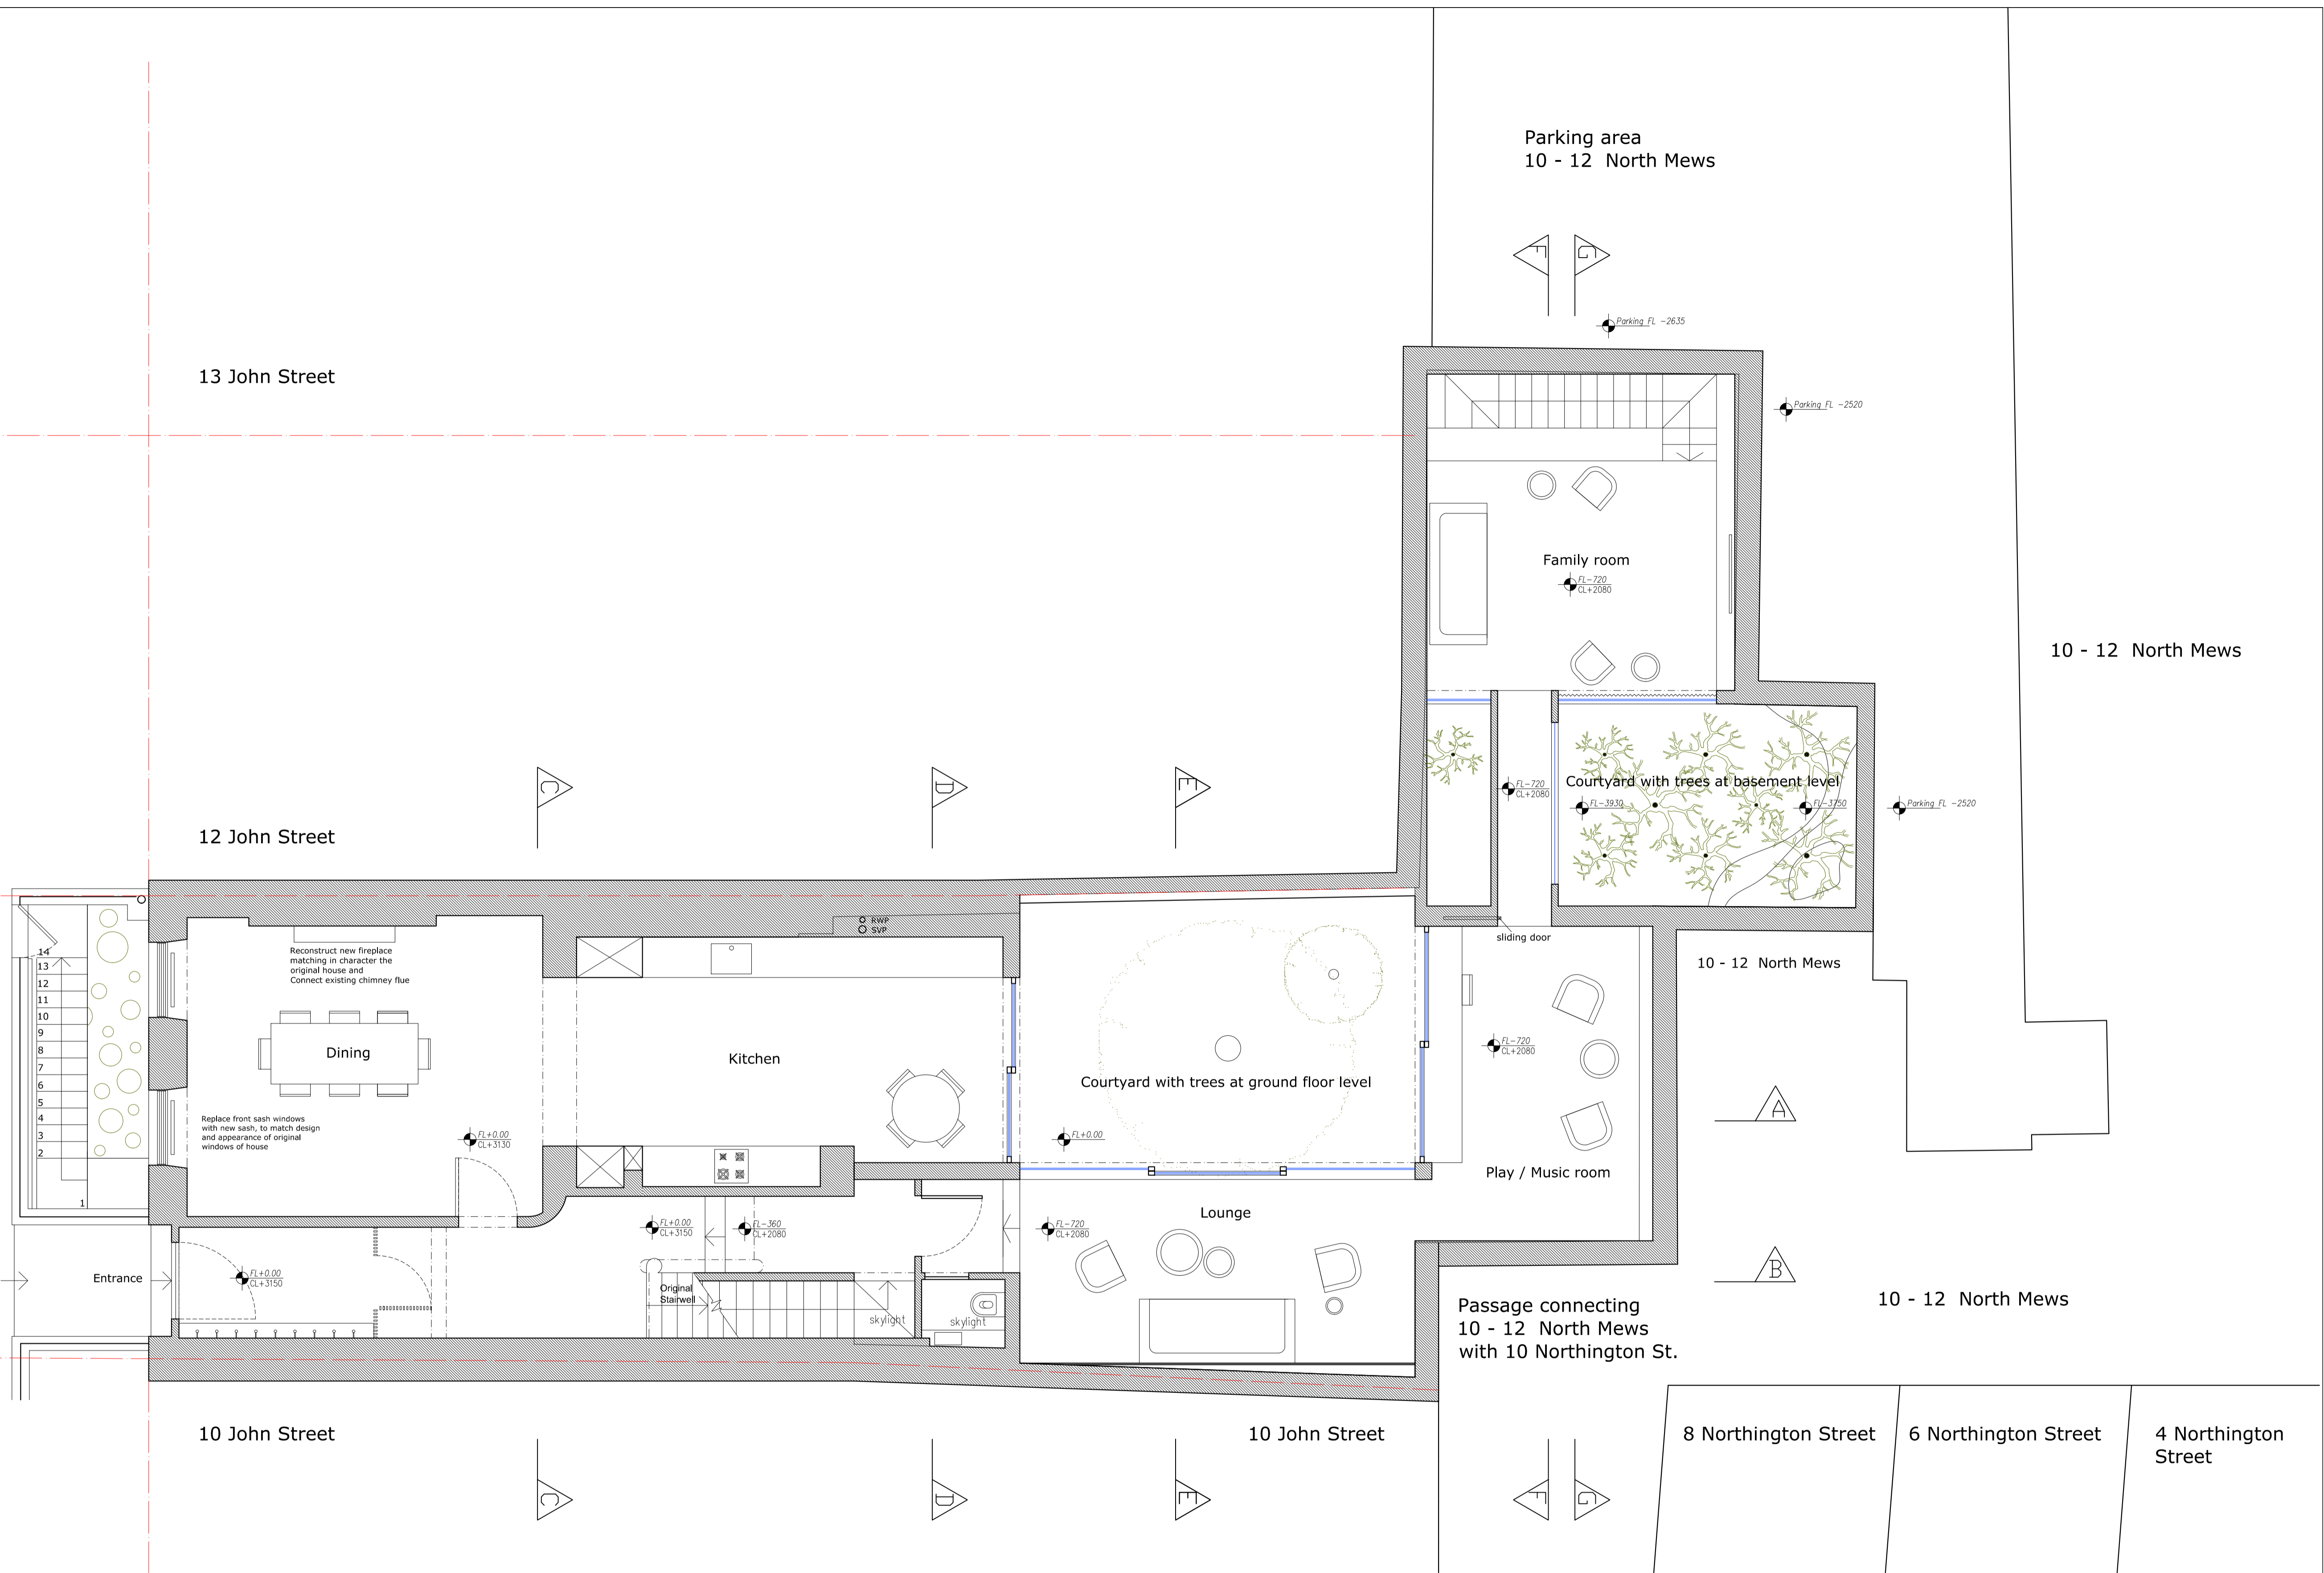 Parking area
10 - 12  North Mews
F
G
Parking FL -2635
13 John Street
Parking FL -2520
Family room
FL-720
CL+2080
10 - 12  North Mews
C
D
E
FL-720
CL+2080
Courtyard with trees at basement level
FL-3930
FL-3750
Parking FL -2520
12 John Street
RWP
SVP
sliding door
Reconstruct new fireplace
matching in character the
original house and
Connect existing chimney flue
10 - 12  North Mews
14
13
12
11
10
9
8
7
6
5
4
3
2
1
Dining
Kitchen
FL-720
CL+2080
Courtyard with trees at ground floor level
Replace front sash windows
with new sash, to match design
and appearance of original
windows of house
FL+0.00
CL+3130
FL+0.00
A
Play / Music room
Lounge
FL+0.00
CL+3150
FL-360
CL+2080
FL-720
CL+2080
Entrance
FL+0.00
CL+3150
B
Original
Stairwell
skylight
skylight
Passage connecting
10 - 12  North Mews
with 10 Northington St.
10 - 12  North Mews
10 John Street
10 John Street
8 Northington Street
6 Northington Street
4 Northington
Street
C
D
E
F
G